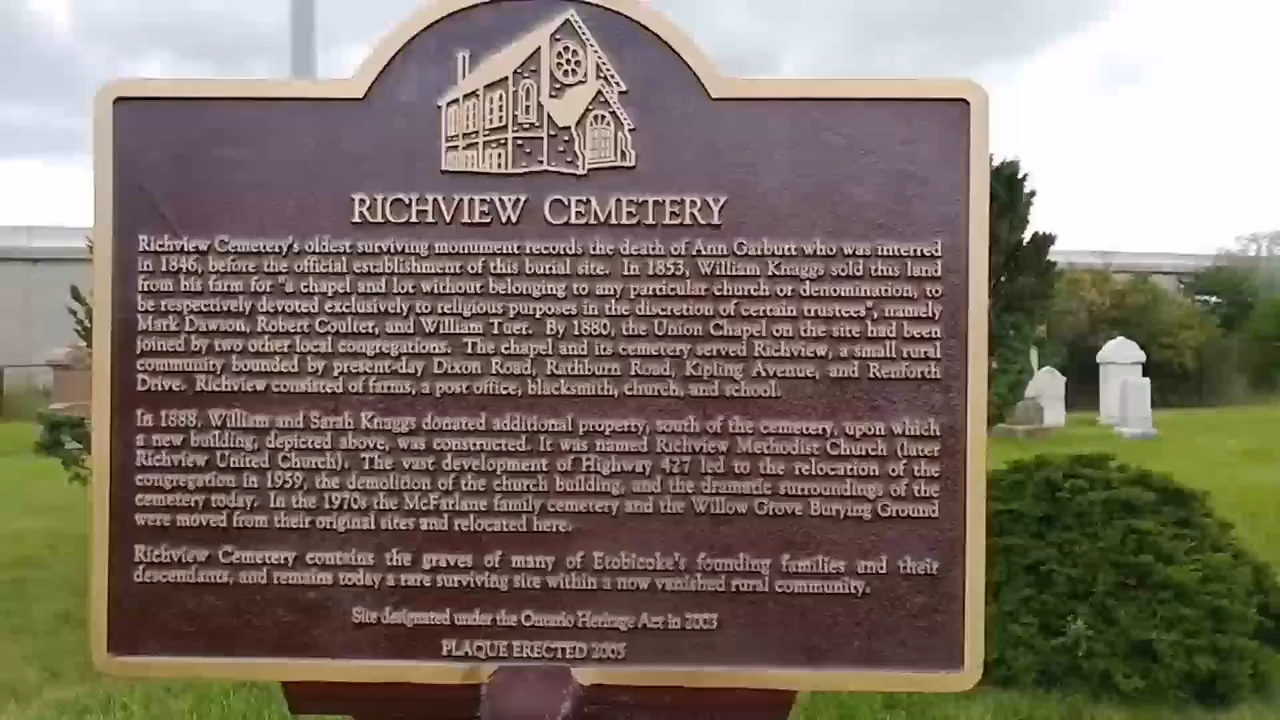 RICHVIEW CEMETERY
Richview Cemetery's oldest surviving monument records the death of Ann Garbutt who was interred
in 1846, before the official establishment of this burial site. In 1853, William Knaggs sold this land
from his farm for "a chapel and lot without belonging to any particular church or denomination, to
be respectively devoted exclusively to religious purposes in the discretion of certain trustees", namely
Mark Dawson, Robert Coulter, and William Tuer. By 1880, the Union Chapel on the site had been
joined by two other local congregations. The chapel and its cemetery served Richview, a small rural
community bounded by present-day Dixon Road, Rathburn Road, Kipling Avenue, and Renforth
Drive. Richview consisted of farms, a post office, blacksmith, church, and school.
In 1888, William and Sarah Knaggs donated additional property, south of the cemetery, upon which
a new building, depicted above, was constructed. It was named Richview Methodist Church (later
Richview United Church). The vast development of Highway 427 led to the relocation of the
congregation in 1959, the demolition of the church building, and the dramatic surroundings of the
cemetery today. In the 1970s the McFarlane family cemetery and the Willow Grove Burying Ground
were moved from their original sites and relocated here.
Richview Cemetery contains the graves of many of Etobicoke's founding families and their
descendants, and remains today a rare surviving site within a now vanished rural community.
Site designated under the Ontario Heritage Act in 2003
PLAQUE ERECTED 2005